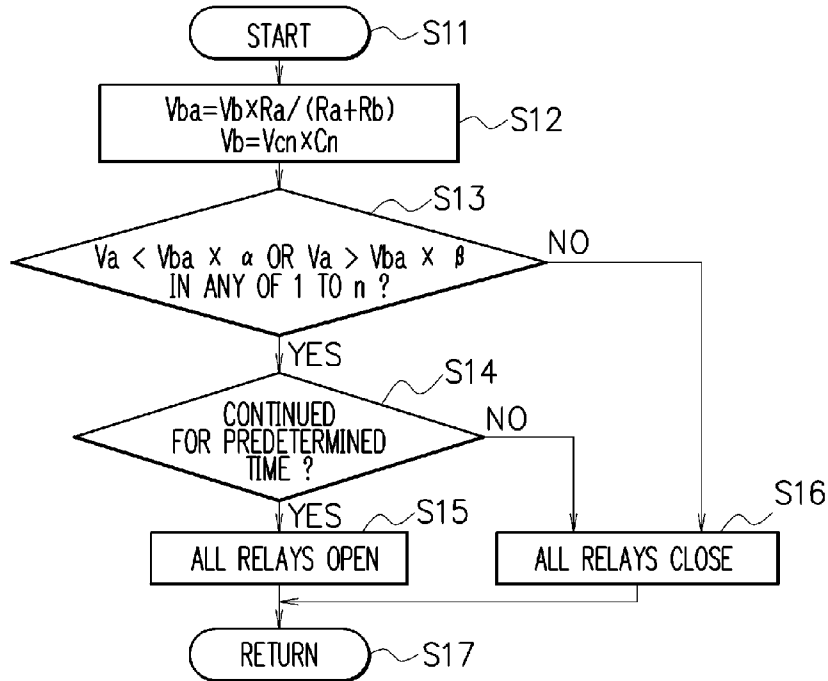 START
S11
Vba=Vb×Ra/(Ra+Rb)
Vb=Vcn×Cn
S12
S13
Va < Vba × α OR Va > Vba × β
IN ANY OF 1 TO n ?
NO
YES
S14
CONTINUED
FOR PREDETERMINED
TIME ?
NO
YES
S15
S16
ALL RELAYS OPEN
ALL RELAYS CLOSE
RETURN
S17